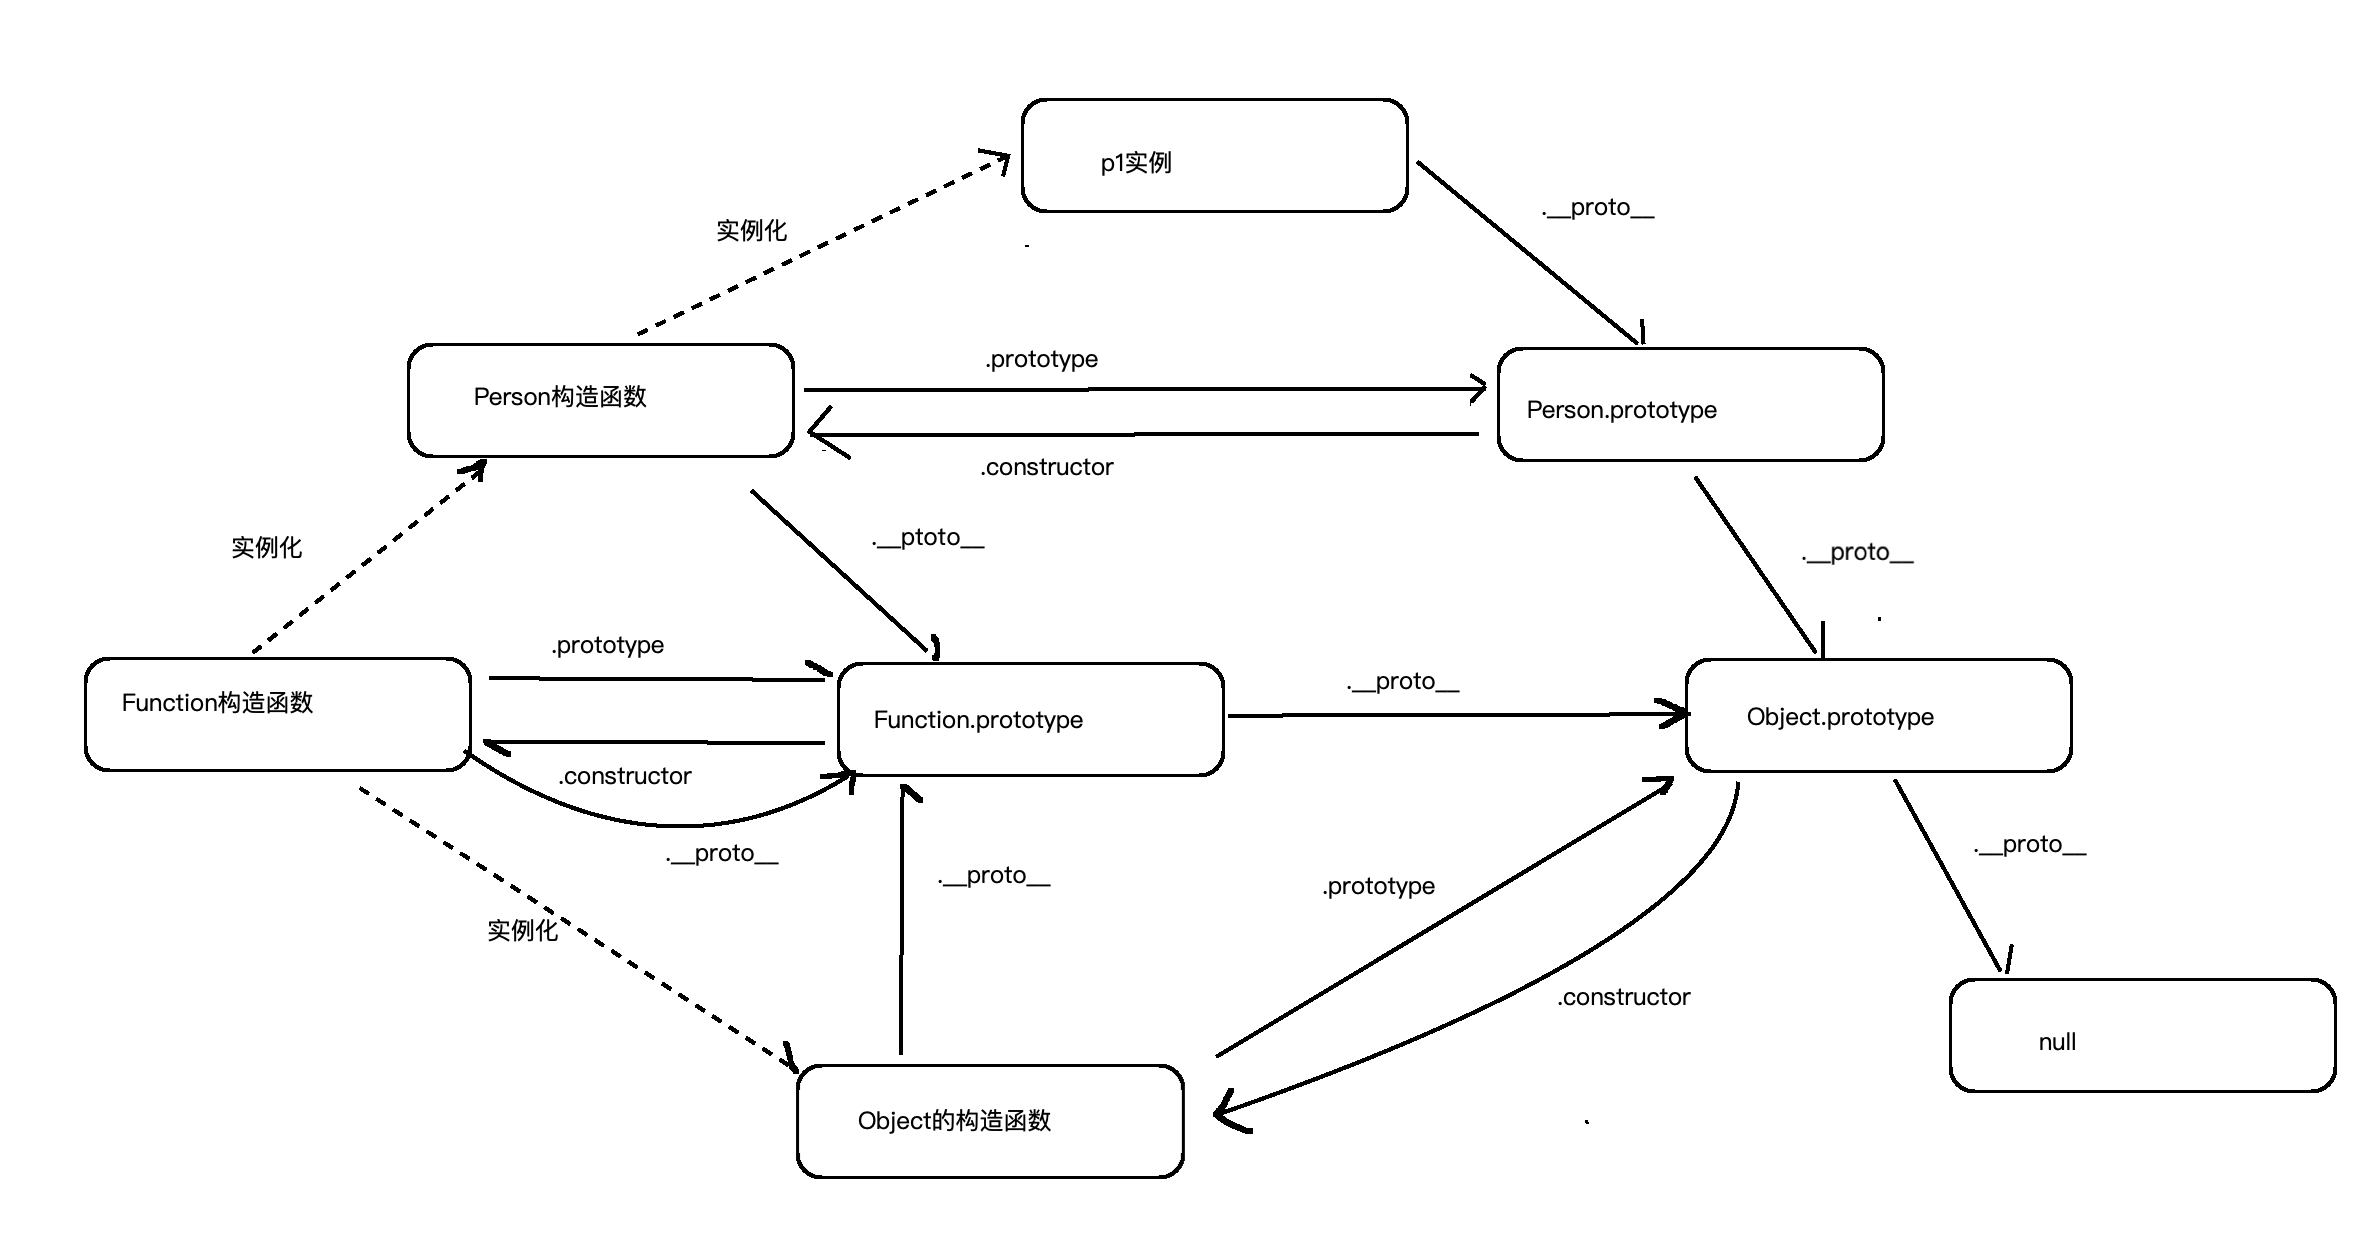 p1实例
.__proto__
实例化
.prototype
Person构造函数
Person.prototype
.constructor
.__ptoto__
实例化
.__proto__
.prototype
.__proto__
Function构造函数
Function.prototype
Object.prototype
.constructor
.__proto__
.__proto__
.__proto__
.prototype
实例化
.constructor
null
Object的构造函数